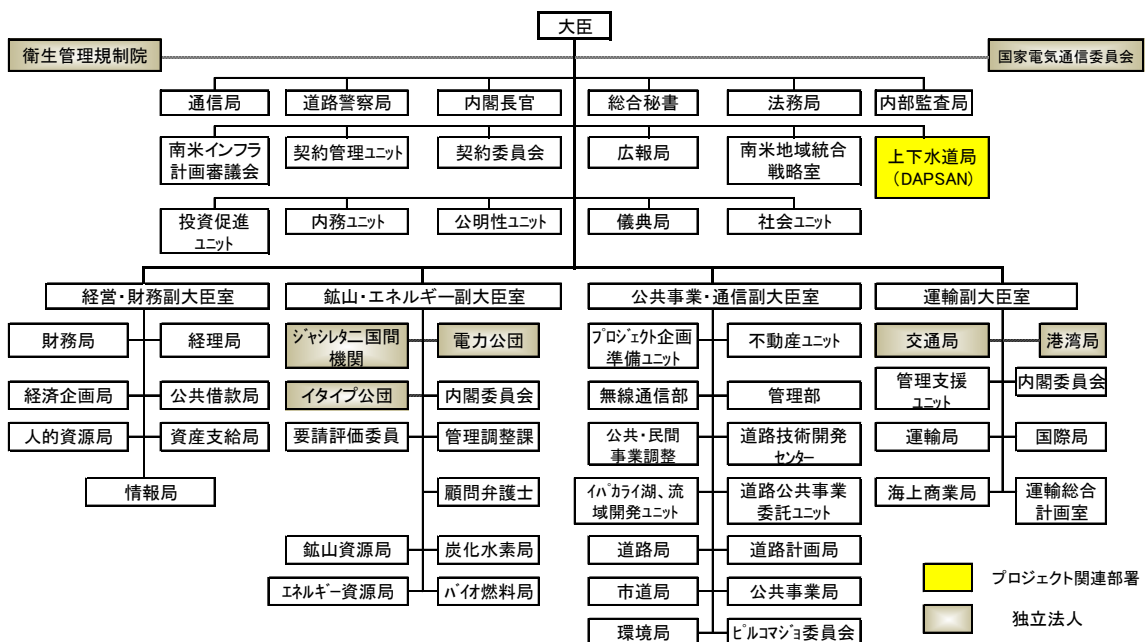 大臣
衛生管理規制院
国家電気通信委員会
通信局
道路警察局
内閣長官
総合秘書
法務局
内部監査局
南米インフラ
計画審議会
契約管理ユニット
契約委員会
広報局
南米地域統合
戦略室
上下水道局
(DAPSAN)
投資促進
ユニット
内務ユニット
公明性ユニット
儀典局
社会ユニット
経営・財務副大臣室
鉱山・エネルギー副大臣室
公共事業・通信副大臣室
運輸副大臣室
財務局
経理局
経済企画局
公共借款局
人的資源局
資産支給局
情報局
ジャシレタ二国間
機関
電力公団
イタイプ公団
内閣委員会
要請評価委員
管理調整課
顧問弁護士
鉱山資源局
炭化水素局
エネルギー資源局
バイオ燃料局
プロジェクト企画
準備ユニット
不動産ユニット
無線通信部
管理部
公共・民間
事業調整
道路技術開発
センター
イパカライ湖、流
域開発ユニット
道路公共事業
委託ユニット
道路局
道路計画局
市道局
公共事業局
環境局
ピルコマジョ委員会
交通局
港湾局
管理支援
ユニット
内閣委員会
運輸局
国際局
海上商業局
運輸総合
計画室
プロジェクト関連部署
独立法人